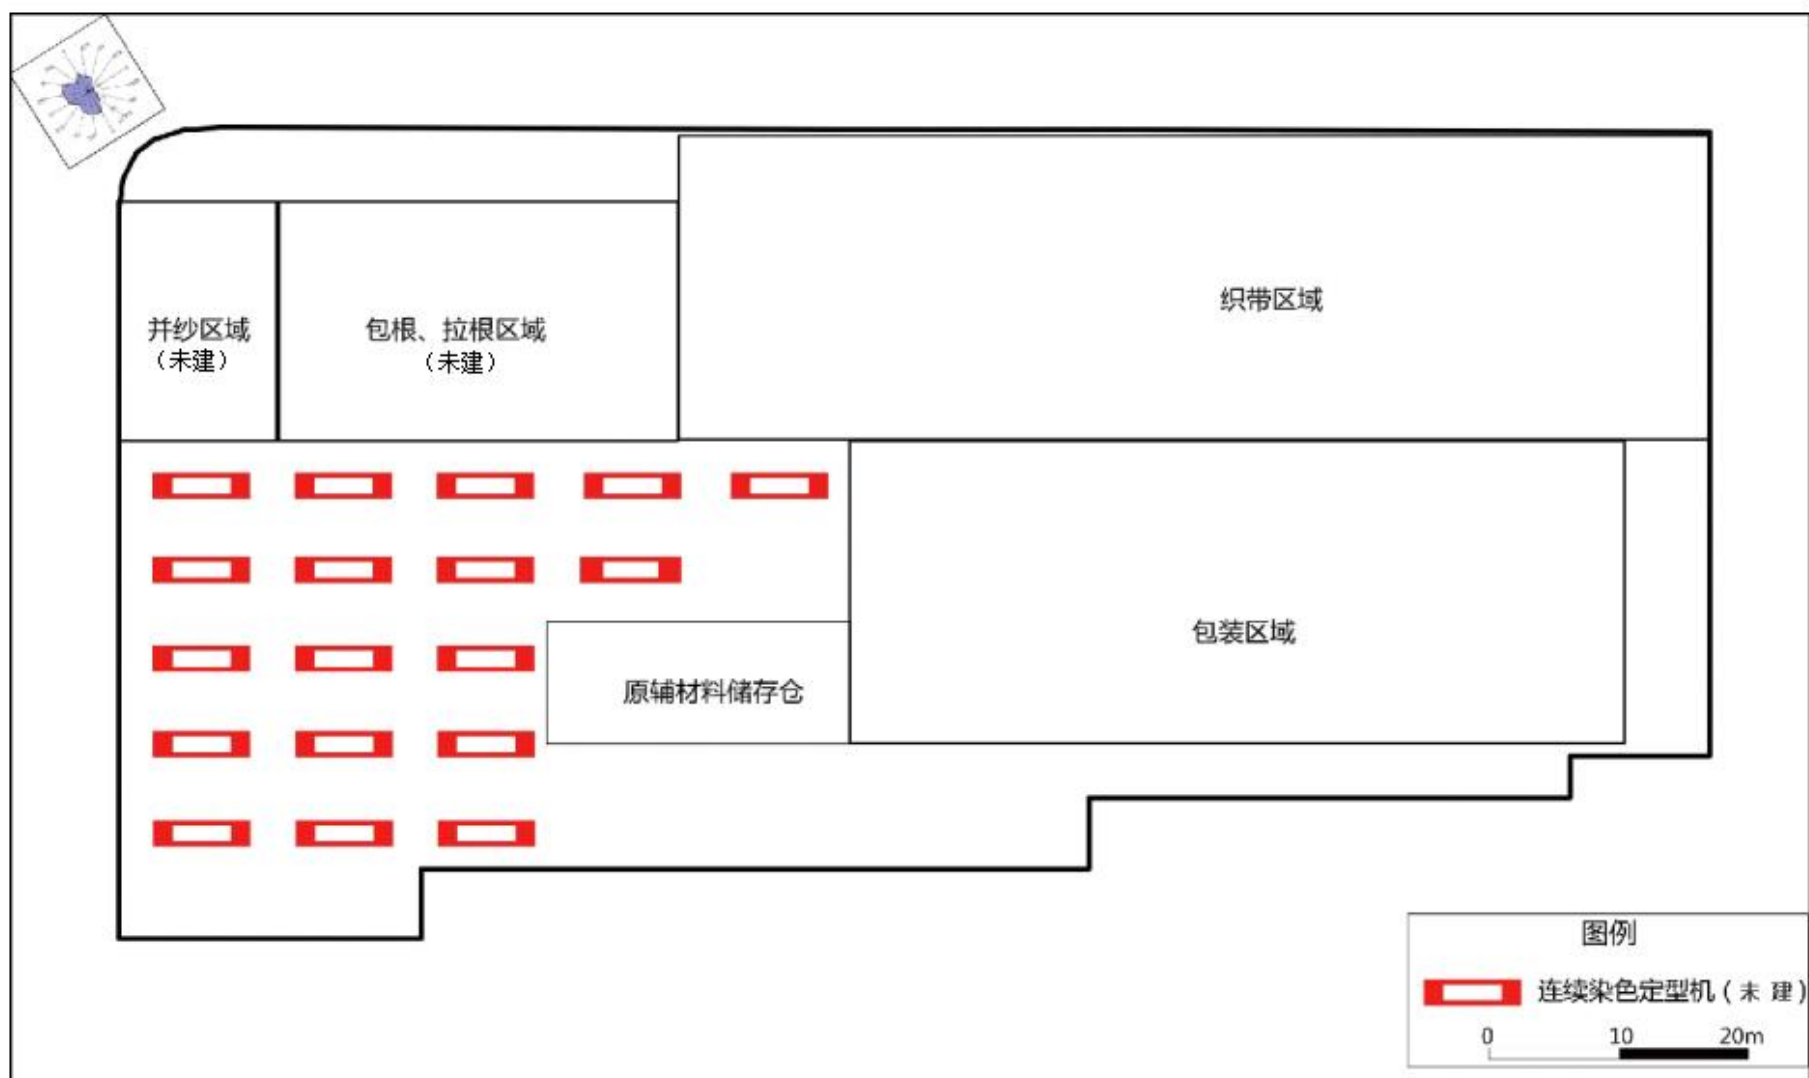 织带区域
并纱区域
（未建）
包根、拉根区域
（未建）
包装区域
原辅材料储存仓
图例
连续染色定型机（未 建）
0 10 20m